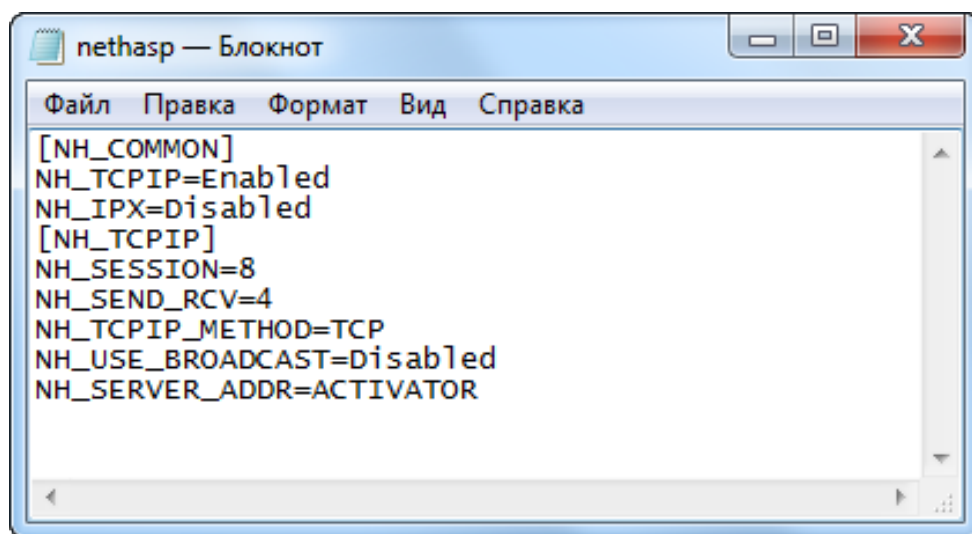 nethasp — Блокнот
Файл Правка Формат Вид Справка
[NH_COMMON]
NH_TCPIP=Enabled
NH_IPX=Disabled
[NH_TCPIP]
NH_SESSION=8
NH_SEND_RCV=4
NH_TCPIP_METHOD=TCP
NH_USE_BROADCAST=Disabled
NH_SERVER_ADDR=ACTIVATOR